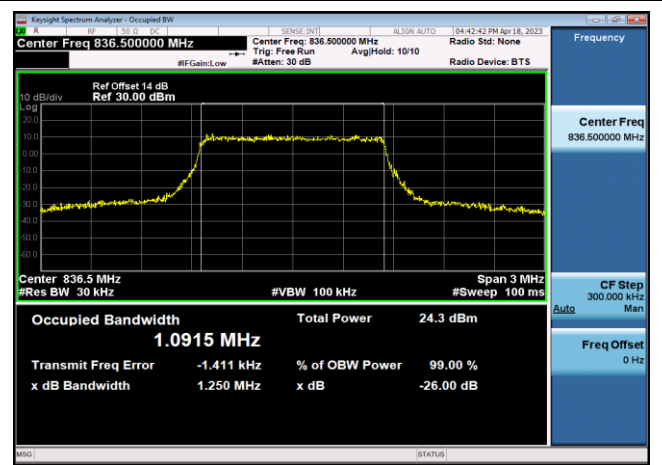 Keysight Spectrum Analyzer - Occupied BW
R RF 50 Ω DC SENSE:INT ALIGN AUTO 04:42:42 PM Apr 18, 2023
Center Freq 836.500000 MHz Center Freq: 836.500000 MHz Radio Std: None Frequency
Trig: Free Run Avg|Hold: 10/10
#IFGain:Low #Atten: 30 dB Radio Device: BTS
Ref Offset 14 dB
10 dB/div Ref 30.00 dBm
Log
20.0
10.0
0.00
-10.0
-20.0
-30.0
-40.0
-50.0
-60.0
Center Freq
836.500000 MHz
Center 836.5 MHz Span 3 MHz
#Res BW 30 kHz #VBW 100 kHz #Sweep 100 ms
CF Step
300.000 kHz
Auto Man
Occupied Bandwidth Total Power 24.3 dBm
1.0915 MHz
Freq Offset
0 Hz
Transmit Freq Error -1.411 kHz % of OBW Power 99.00 %
x dB Bandwidth 1.250 MHz x dB -26.00 dB
MSG STATUS